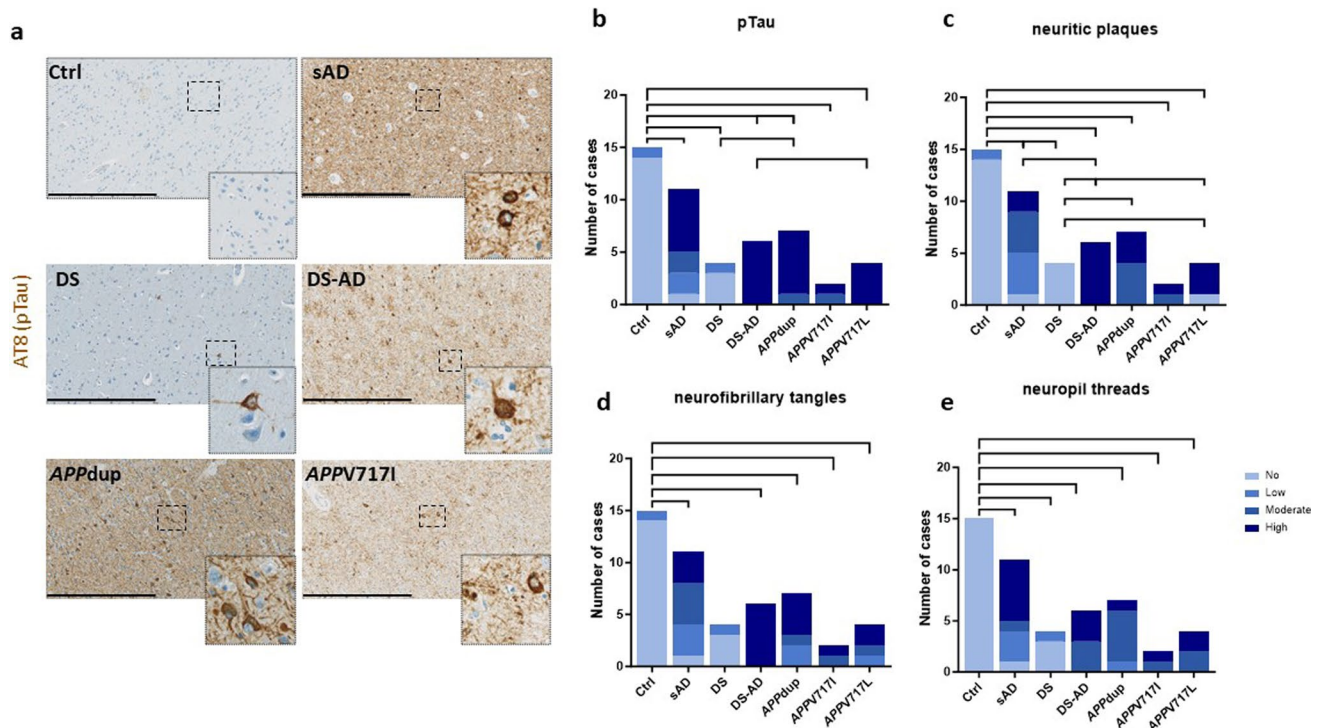 a
Ctrl
sAD
DS
DS-AD
APPdup
APPV717I
AT8 (pTau)
b
pTau
Number of cases
20
15
10
5
0
Ctrl
sAD
DS
DS-AD
APPdup
APPV717I
APPV717L
c
neuritic plaques
Number of cases
20
15
10
5
0
Ctrl
sAD
DS
DS-AD
APPdup
APPV717I
APPV717L
d
neurofibrillary tangles
Number of cases
20
15
10
5
0
Ctrl
sAD
DS
DS-AD
APPdup
APPV717I
APPV717L
e
neuropil threads
Number of cases
20
15
10
5
0
Ctrl
sAD
DS
DS-AD
APPdup
APPV717I
APPV717L
No
Low
Moderate
High